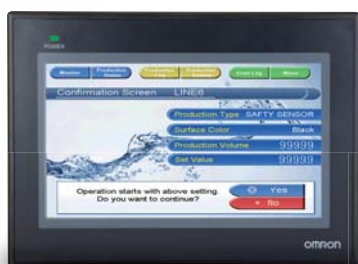 POWER
Monitor Production Status Production Log Production History Event Log Menu
Confirmation Screen LINE6
Production Type SAFTY SENSOR
Surface Color Black
Production Volume 99999
Set Value 99999
Operation starts with above setting.
Do you want to continue?
Yes
No
OMRON